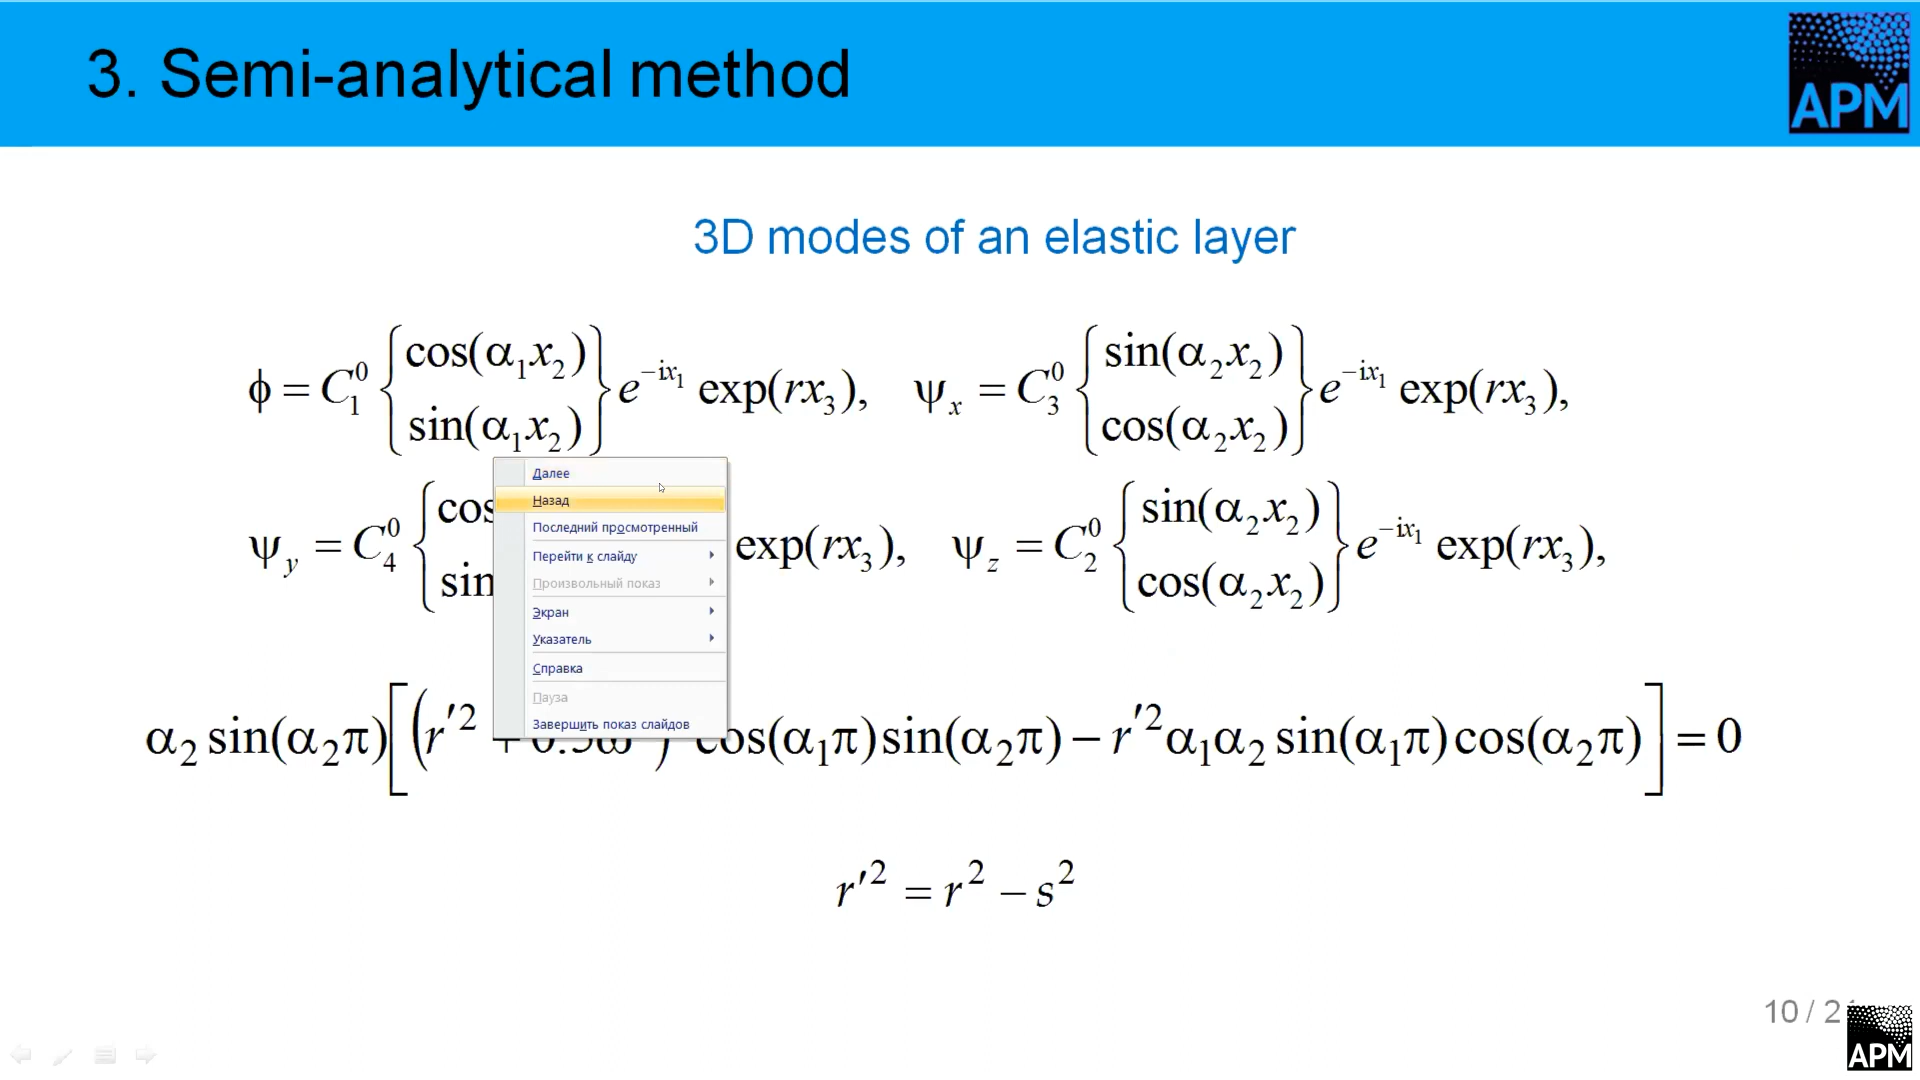 3. Semi-analytical method
APM
3D modes of an elastic layer
ϕ = C₁⁰ { cos(α₁x₂) sin(α₁x₂) } e^{−ix₁} exp(rx₃), ψₓ = C₃⁰ { sin(α₂x₂) cos(α₂x₂) } e^{−ix₁} exp(rx₃),
ψ_y = C₄⁰ { cos sin exp(rx₃), ψ_z = C₂⁰ { sin(α₂x₂) cos(α₂x₂) } e^{−ix₁} exp(rx₃),
Далее
Назад
Последний просмотренный
Перейти к слайду
Произвольный показ
Экран
Указатель
Справка
Пауза
Завершить показ слайдов
α₂ sin(α₂π)[(r′² + 0.5ω ) cos(α₁π)sin(α₂π) − r′²α₁α₂ sin(α₁π)cos(α₂π)] = 0
r′² = r² − s²
10 / 2
APM